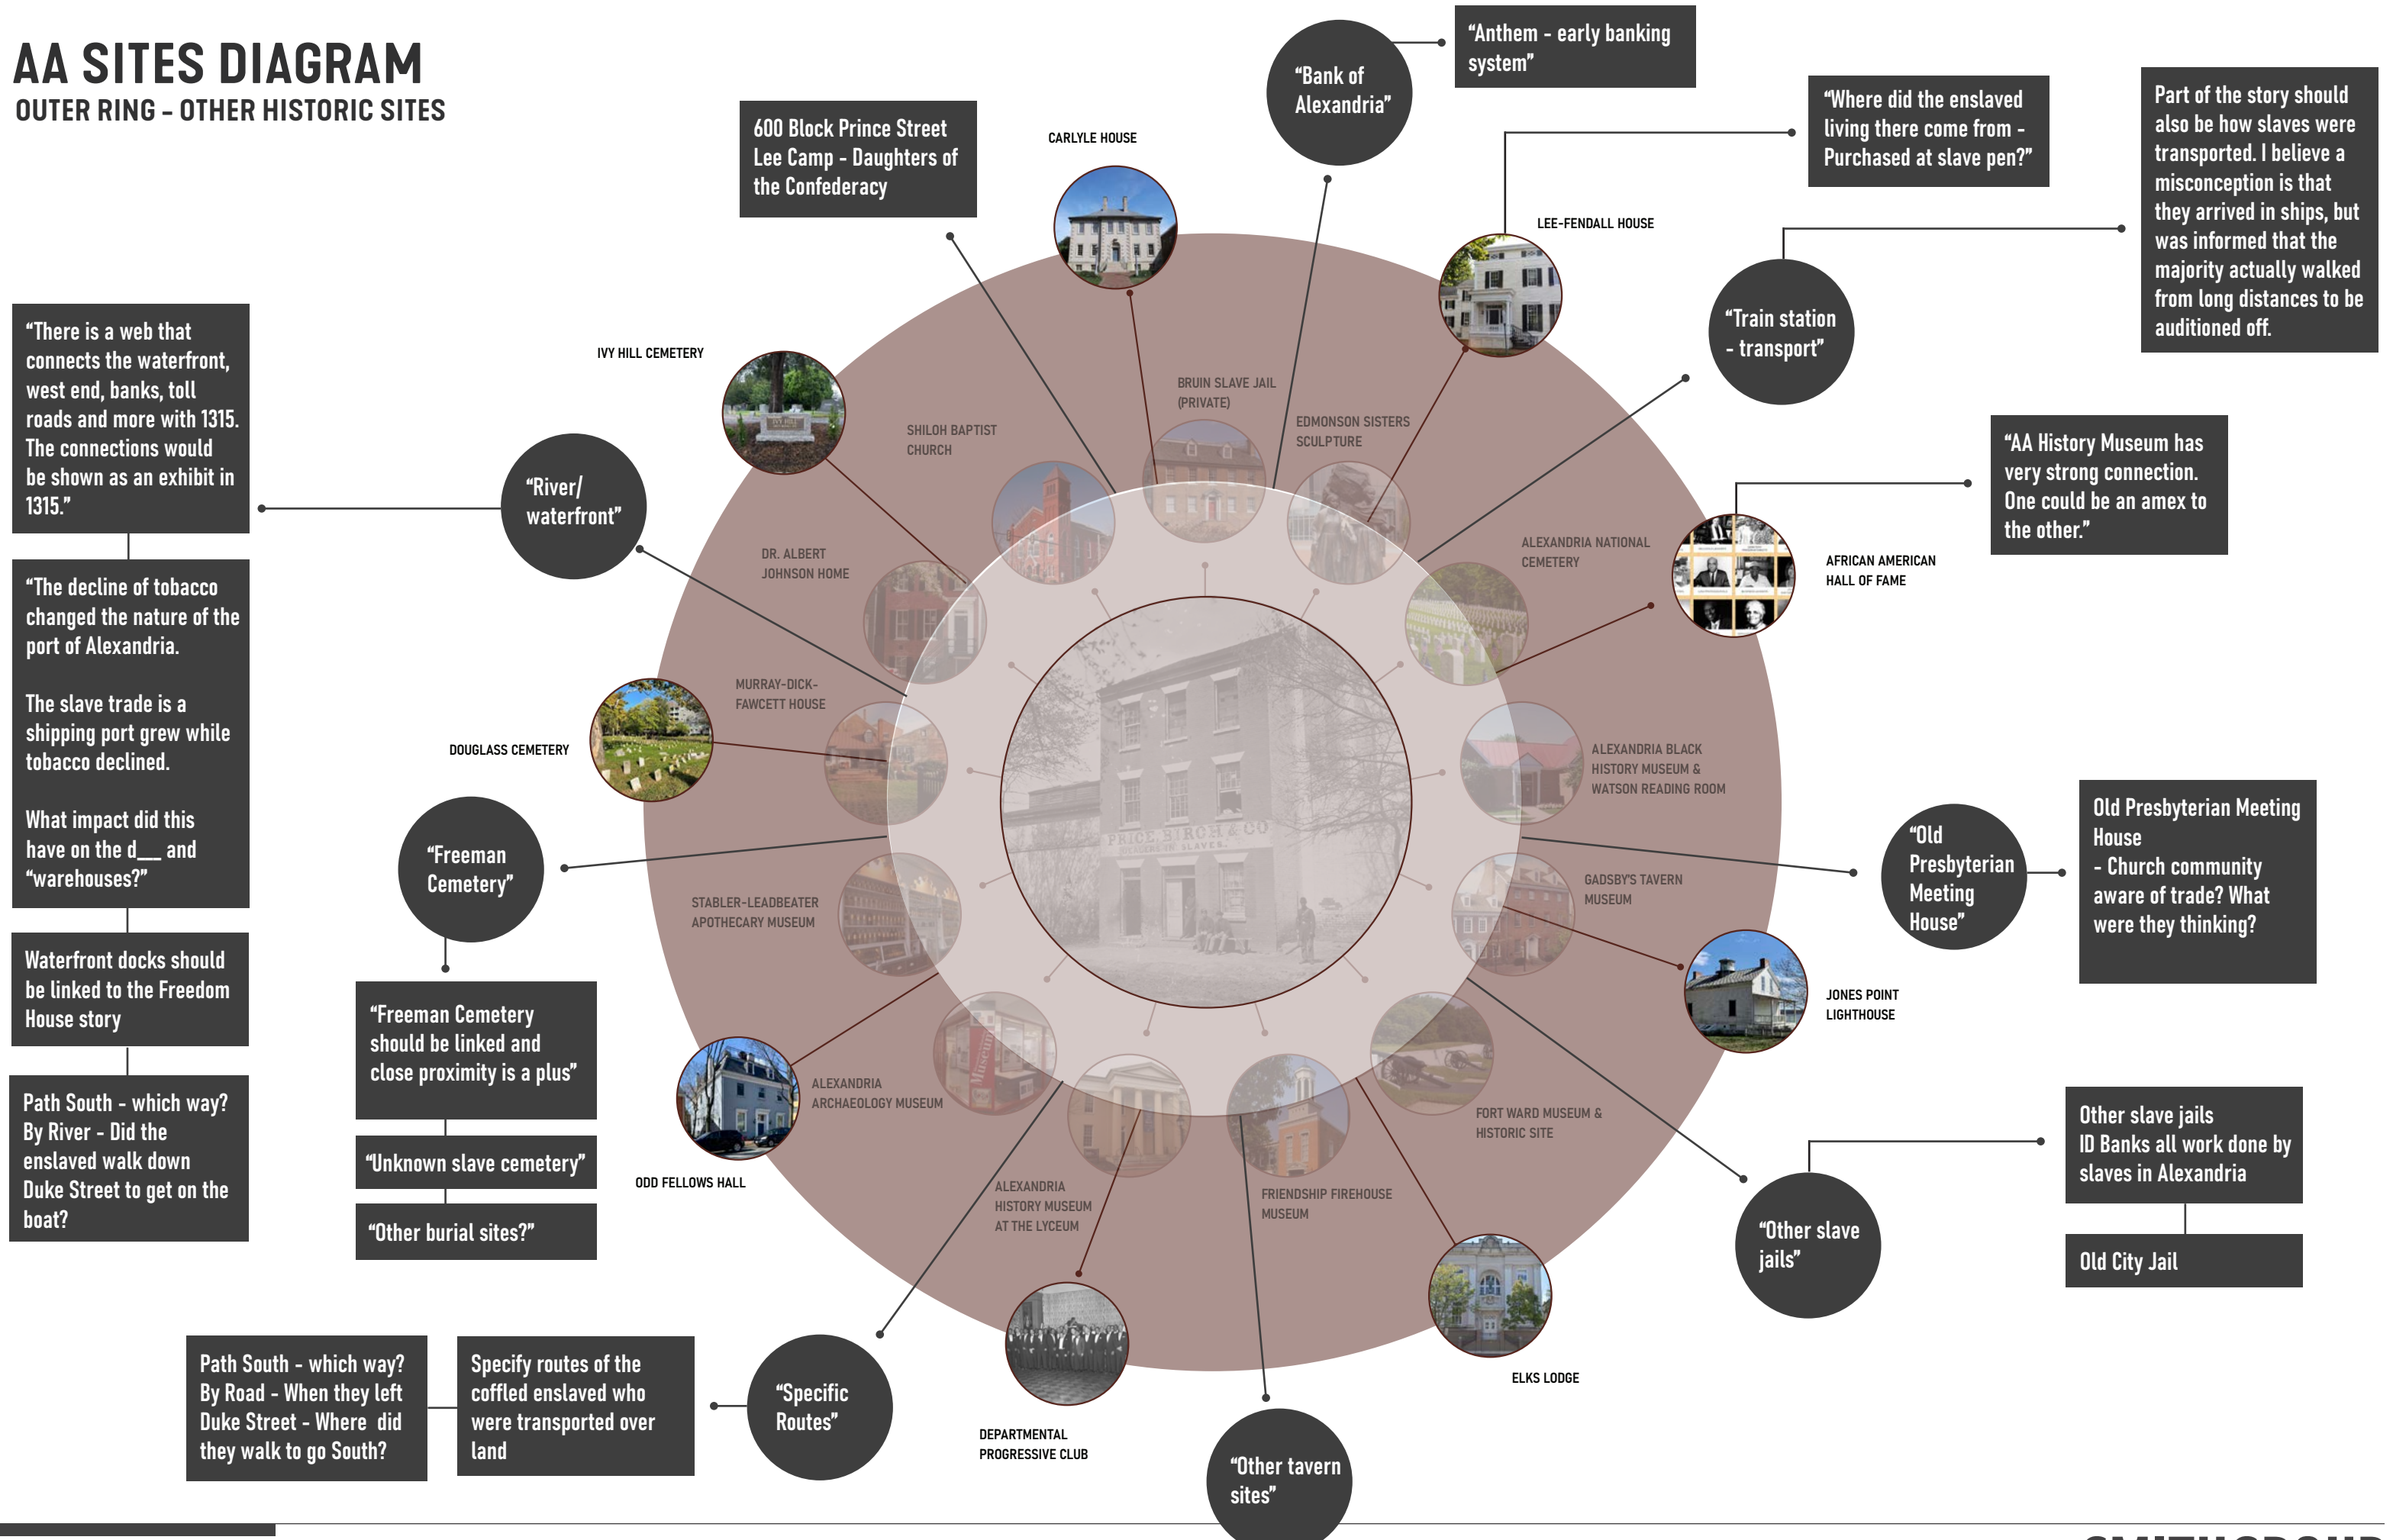 AA SITES DIAGRAM
OUTER RING - OTHER HISTORIC SITES
600 Block Prince Street
Lee Camp - Daughters of
the Confederacy
CARLYLE HOUSE
“Bank of
Alexandria”
“Anthem - early banking
system”
LEE-FENDALL HOUSE
“Where did the enslaved
living there come from -
Purchased at slave pen?”
“Train station
- transport”
Part of the story should
also be how slaves were
transported. I believe a
misconception is that
they arrived in ships, but
was informed that the
majority actually walked
from long distances to be
auditioned off.
“AA History Museum has
very strong connection.
One could be an amex to
the other.”
AFRICAN AMERICAN
HALL OF FAME
IVY HILL CEMETERY
IVY HILL
“There is a web that
connects the waterfront,
west end, banks, toll
roads and more with 1315.
The connections would
be shown as an exhibit in
1315.”
“River/
waterfront”
“The decline of tobacco
changed the nature of the
port of Alexandria.
The slave trade is a
shipping port grew while
tobacco declined.
What impact did this
have on the d__ and
“warehouses?”
Waterfront docks should
be linked to the Freedom
House story
Path South - which way?
By River - Did the
enslaved walk down
Duke Street to get on the
boat?
BRUIN SLAVE JAIL
(PRIVATE)
EDMONSON SISTERS
SCULPTURE
SHILOH BAPTIST
CHURCH
DR. ALBERT
JOHNSON HOME
ALEXANDRIA NATIONAL
CEMETERY
MURRAY-DICK-
FAWCETT HOUSE
DOUGLASS CEMETERY
ALEXANDRIA BLACK
HISTORY MUSEUM &
WATSON READING ROOM
PRICE, BIRCH & CO
DEALERS IN SLAVES.
“Freeman
Cemetery”
STABLER-LEADBEATER
APOTHECARY MUSEUM
GADSBY'S TAVERN
MUSEUM
“Old
Presbyterian
Meeting
House”
Old Presbyterian Meeting
House
- Church community
aware of trade? What
were they thinking?
JONES POINT
LIGHTHOUSE
“Freeman Cemetery
should be linked and
close proximity is a plus”
“Unknown slave cemetery”
“Other burial sites?”
ODD FELLOWS HALL
ALEXANDRIA
ARCHAEOLOGY MUSEUM
Museum
ALEXANDRIA
HISTORY MUSEUM
AT THE LYCEUM
FRIENDSHIP FIREHOUSE
MUSEUM
FORT WARD MUSEUM &
HISTORIC SITE
“Other slave
jails”
Other slave jails
ID Banks all work done by
slaves in Alexandria
Old City Jail
ELKS LODGE
Path South - which way?
By Road - When they left
Duke Street - Where did
they walk to go South?
Specify routes of the
coffled enslaved who
were transported over
land
“Specific
Routes”
DEPARTMENTAL
PROGRESSIVE CLUB
“Other tavern
sites”
SMITHGROUP